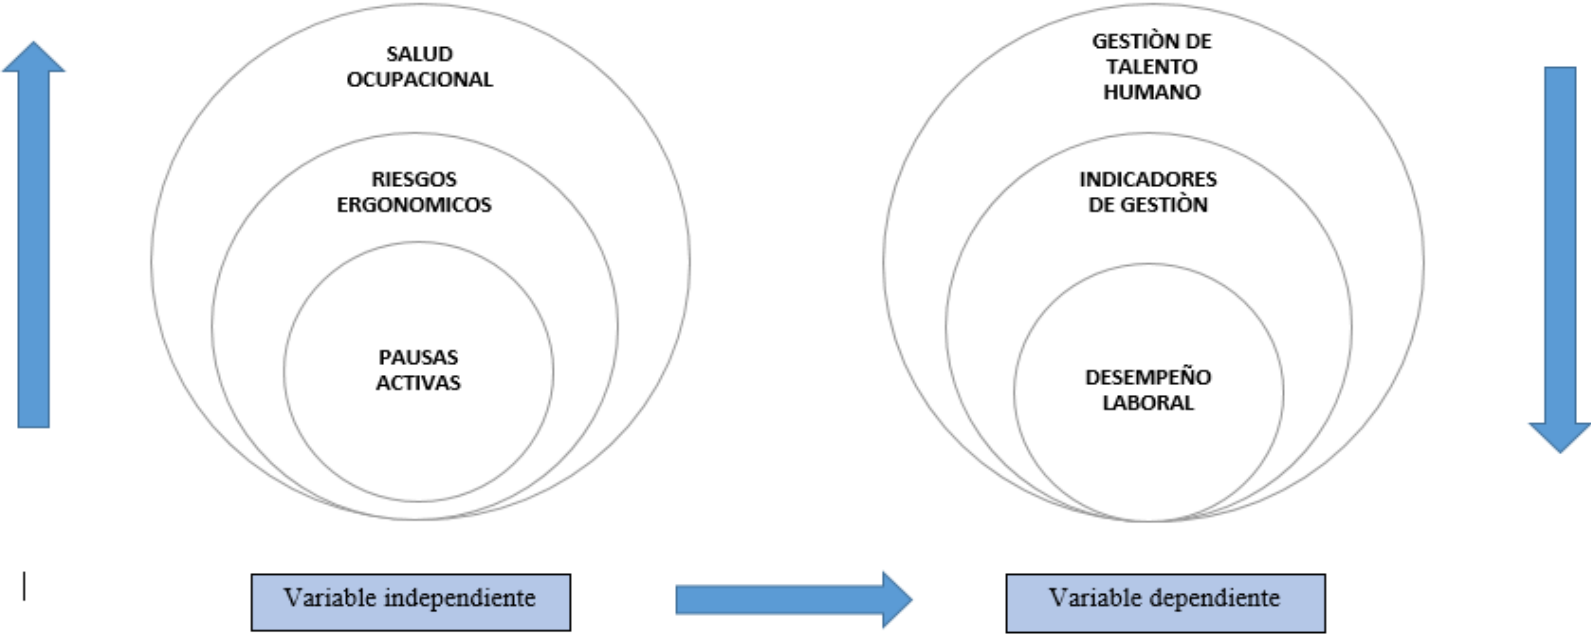 SALUD
OCUPACIONAL
RIESGOS
ERGONOMICOS
PAUSAS
ACTIVAS
GESTIÒN DE
TALENTO
HUMANO
INDICADORES
DE GESTIÒN
DESEMPEÑO
LABORAL
Variable independiente
Variable dependiente